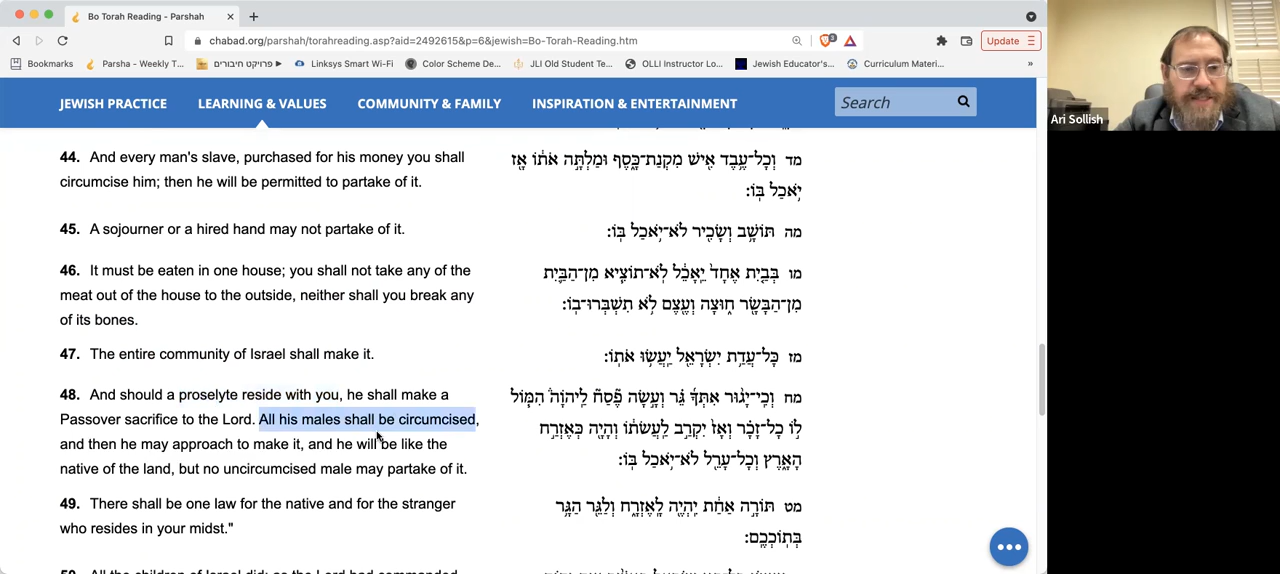 Bo Torah Reading - Parshah
chabad.org/parshah/torahreading.asp?aid=2492615&p=6&jewish=Bo-Torah-Reading.htm
Update
Bookmarks
Parsha - Weekly T...
פרויקט חיבורים
Linksys Smart Wi-Fi
Color Scheme De...
JLI Old Student Te...
OLLI Instructor Lo...
Jewish Educator's...
Curriculum Materi...
JEWISH PRACTICE
LEARNING & VALUES
COMMUNITY & FAMILY
INSPIRATION & ENTERTAINMENT
Search
Ari Sollish
44. And every man's slave, purchased for his money you shall
circumcise him; then he will be permitted to partake of it.
מד וְכָל־עֶ֥בֶד אִ֖ישׁ מִקְנַת־כָּ֑סֶף וּמַלְתָּ֣ה אֹת֔וֹ אָ֖ז
יֹ֥אכַל בּֽוֹ:
45. A sojourner or a hired hand may not partake of it.
מה תּוֹשָׁ֥ב וְשָׂכִ֖יר לֹא־יֹ֥אכַל בּֽוֹ:
46. It must be eaten in one house; you shall not take any of the
meat out of the house to the outside, neither shall you break any
of its bones.
מו בְּבַ֤יִת אֶחָד֙ יֵֽאָכֵ֔ל לֹֽא־תוֹצִ֧יא מִן־הַבַּ֛יִת
מִן־הַבָּשָׂ֖ר ח֑וּצָה וְעֶ֖צֶם לֹ֥א תִשְׁבְּרוּ־בֽוֹ:
47. The entire community of Israel shall make it.
מז כָּל־עֲדַ֥ת יִשְׂרָאֵ֖ל יַֽעֲשׂ֥וּ אֹתֽוֹ:
48. And should a proselyte reside with you, he shall make a
Passover sacrifice to the Lord. All his males shall be circumcised,
and then he may approach to make it, and he will be like the
native of the land, but no uncircumcised male may partake of it.
מח וְכִֽי־יָג֨וּר אִתְּךָ֜ גֵּ֗ר וְעָ֣שָׂה פֶ֘סַח֘ לַֽיהֹוָה֒ הִמּ֧וֹל
ל֣וֹ כָל־זָכָ֗ר וְאָז֙ יִקְרַ֣ב לַֽעֲשׂת֔וֹ וְהָיָ֖ה כְּאֶזְרַ֣ח
הָאָ֑רֶץ וְכָל־עָרֵ֖ל לֹא־יֹ֥אכַל בּֽוֹ:
49. There shall be one law for the native and for the stranger
who resides in your midst."
מט תּוֹרָ֣ה אַחַ֔ת יִֽהְיֶ֖ה לָֽאֶזְרָ֑ח וְלַגֵּ֖ר הַגָּ֥ר
בְּתֽוֹכְכֶֽם: